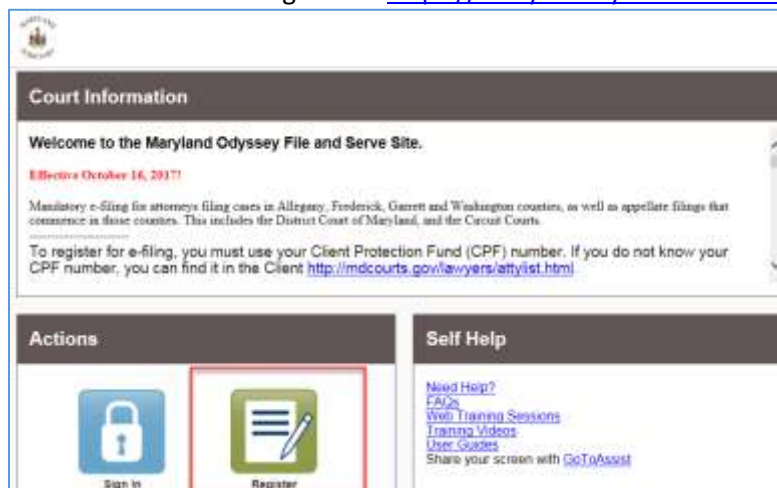 Court Information
Welcome to the Maryland Odyssey File and Serve Site.
Effective October 16, 2017!
Mandatory e-filing for attorneys filing cases in Allegany, Frederick, Garrett and Washington counties, as well as appellate filings that
commence in those counties. This includes the District Court of Maryland, and the Circuit Courts.
--------------------
To register for e-filing, you must use your Client Protection Fund (CPF) number. If you do not know your
CPF number, you can find it in the Client http://mdcourts.gov/lawyers/attylist.html.
Actions
Sign In
Register
Self Help
Need Help?
FAQs
Web Training Sessions
Training Videos
User Guides
Share your screen with GoToAssist